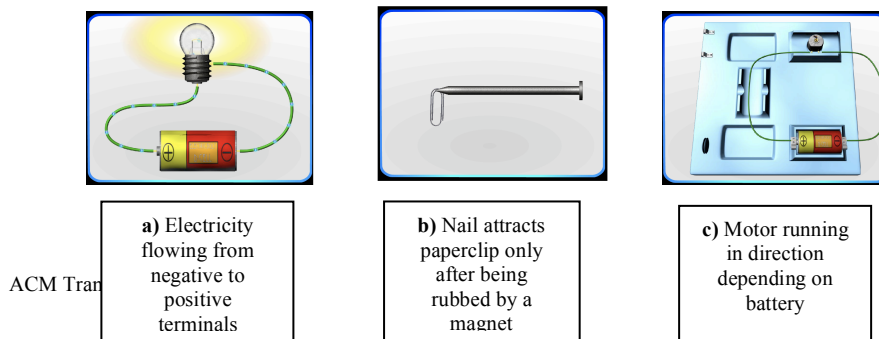 a) Electricity
flowing from
negative to
positive
terminals
b) Nail attracts
paperclip only
after being
rubbed by a
magnet
c) Motor running
in direction
depending on
battery
ACM Tran